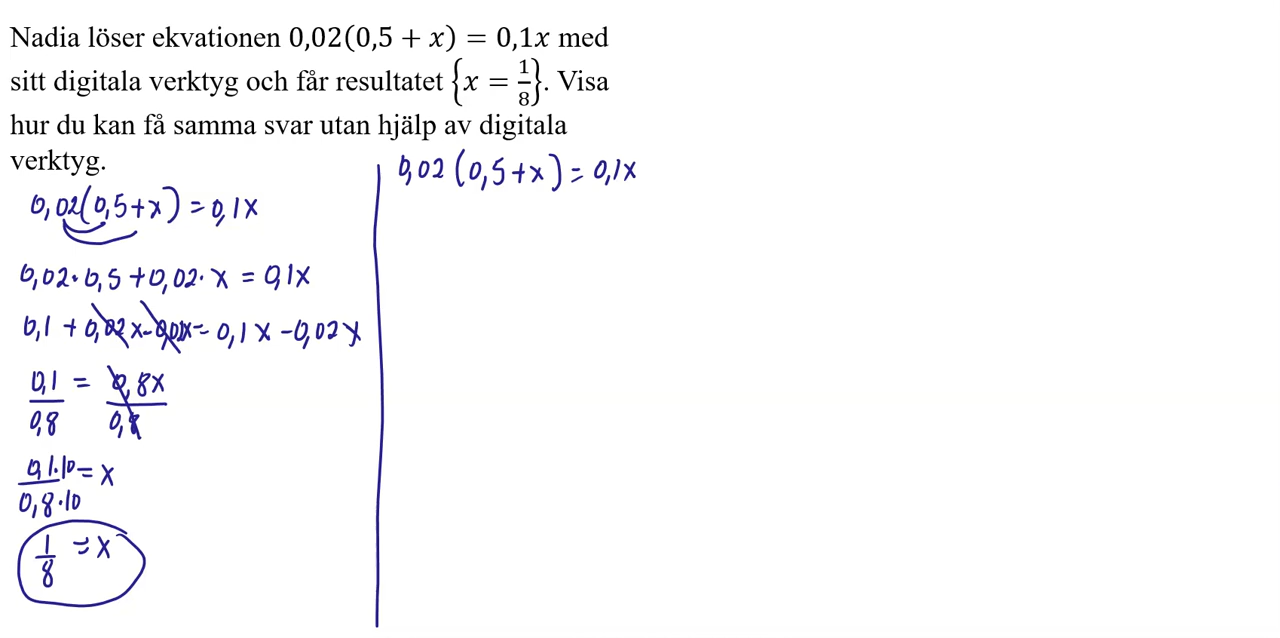 Nadia löser ekvationen 0,02(0,5 + x) = 0,1x med
sitt digitala verktyg och får resultatet {x = 1/8}. Visa
hur du kan få samma svar utan hjälp av digitala
verktyg.
0,02(0,5+x) = 0,1x
0,02·0,5+0,02·x = 0,1x
0,1 + 0,02x-0,02x = 0,1x -0,02x
0,1/0,8 = 0,8x/0,8
0,1·10/0,8·10 = x
1/8 = x
0,02(0,5+x) = 0,1x